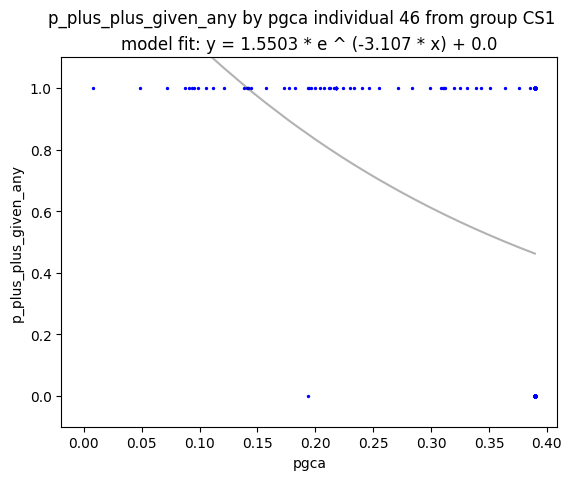 p_plus_plus_given_any by pgca individual 46 from group CS1
model fit: y = 1.5503 * e ^ (-3.107 * x) + 0.0
1.0
0.8
0.6
0.4
0.2
0.0
p_plus_plus_given_any
0.00 0.05 0.10 0.15 0.20 0.25 0.30 0.35 0.40
pgca